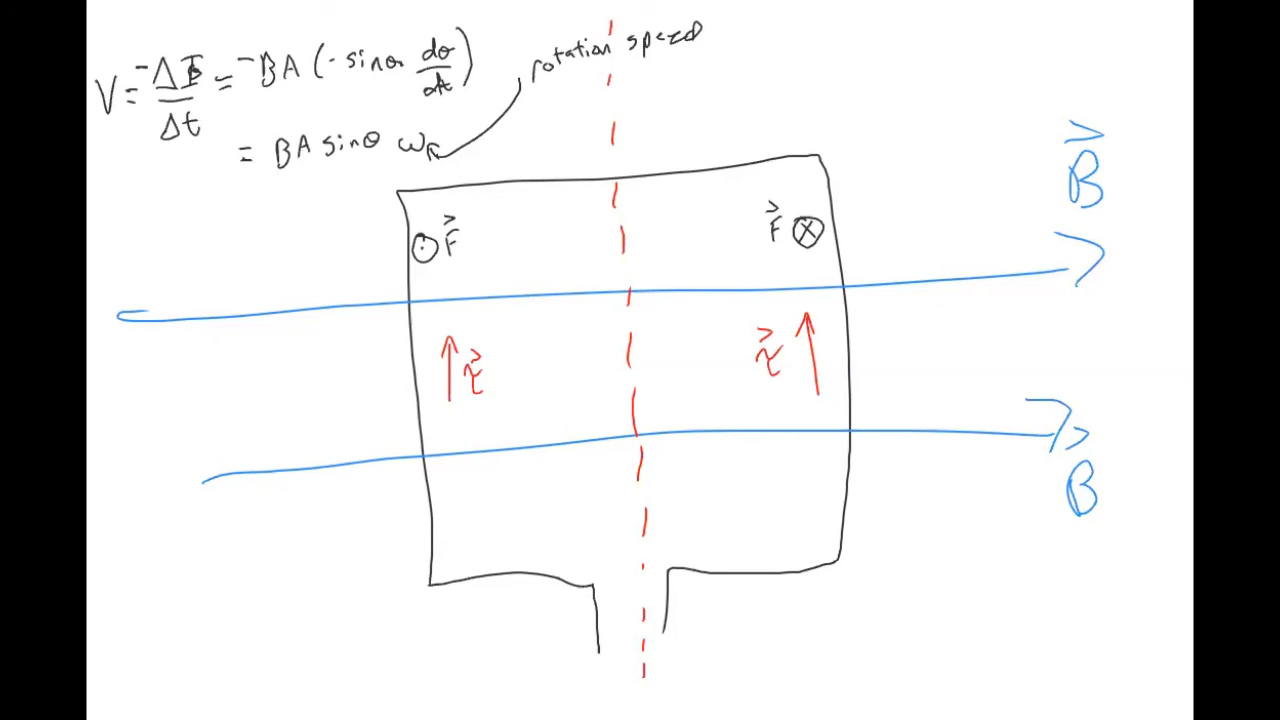 V = -ΔΦ/Δt = -BA (- sinθ dθ/dt)
rotation speed
= BA sinθ ω
B⃗
⊙ F⃗
F⃗ ⊗
τ⃗
τ⃗
B⃗